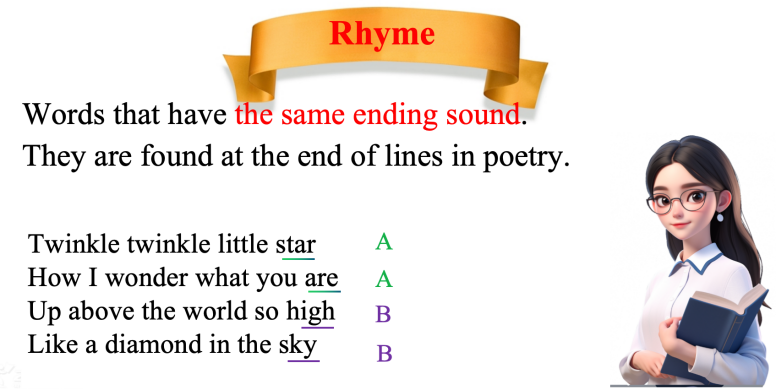 Rhyme
Words that have the same ending sound.
They are found at the end of lines in poetry.
Twinkle twinkle little star A
How I wonder what you are A
Up above the world so high B
Like a diamond in the sky B